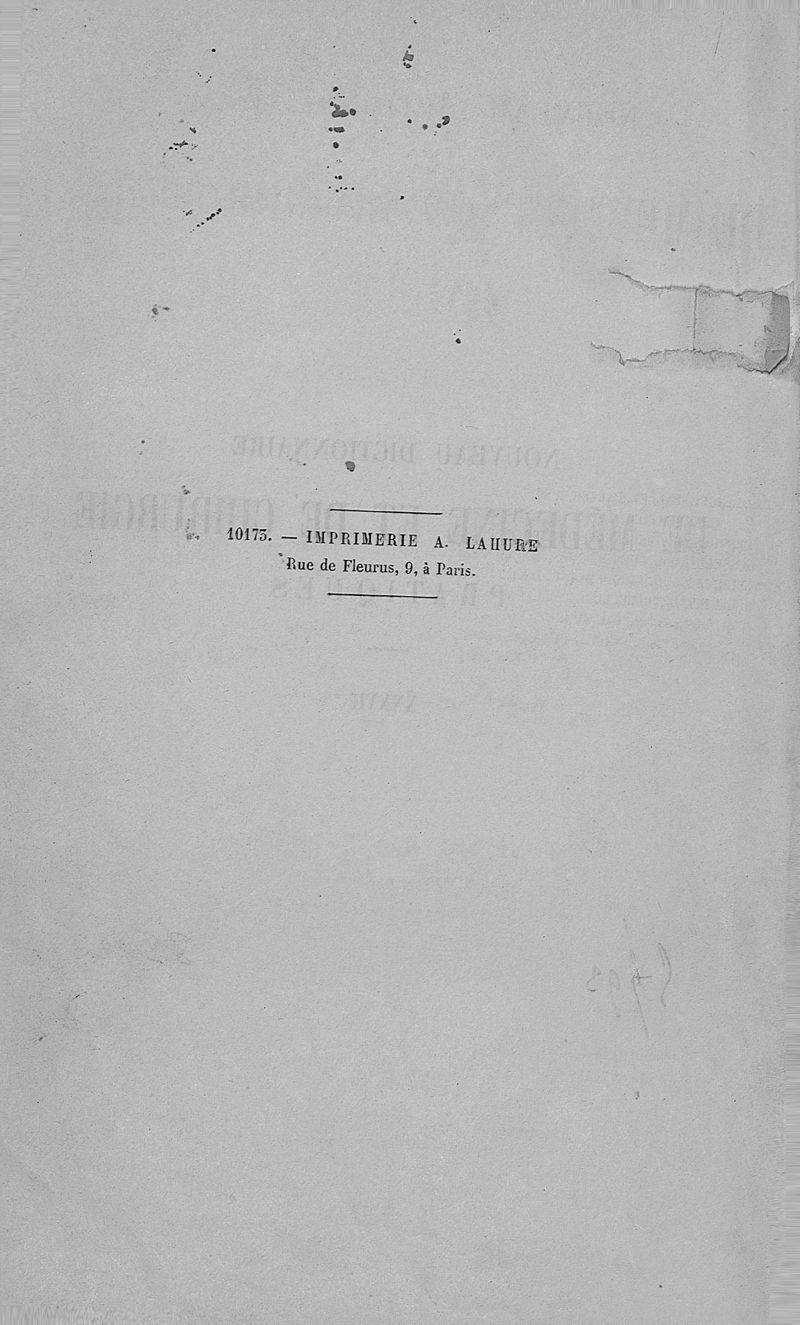 10173. — IMPRIMERIE A. LAHURE
Rue de Fleurus, 9, à Paris.